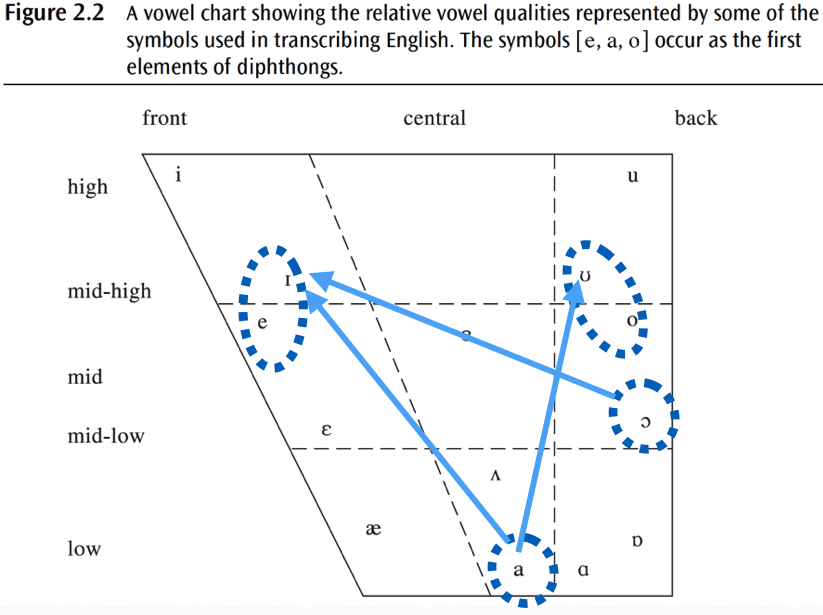 Figure 2.2 A vowel chart showing the relative vowel qualities represented by some of the
symbols used in transcribing English. The symbols [e, a, o] occur as the first
elements of diphthongs.
front central back
high i u
mid-high ɪ ʊ
e o
mid
ɔ
mid-low ɛ
ʌ
æ
low ɒ
a ɑ